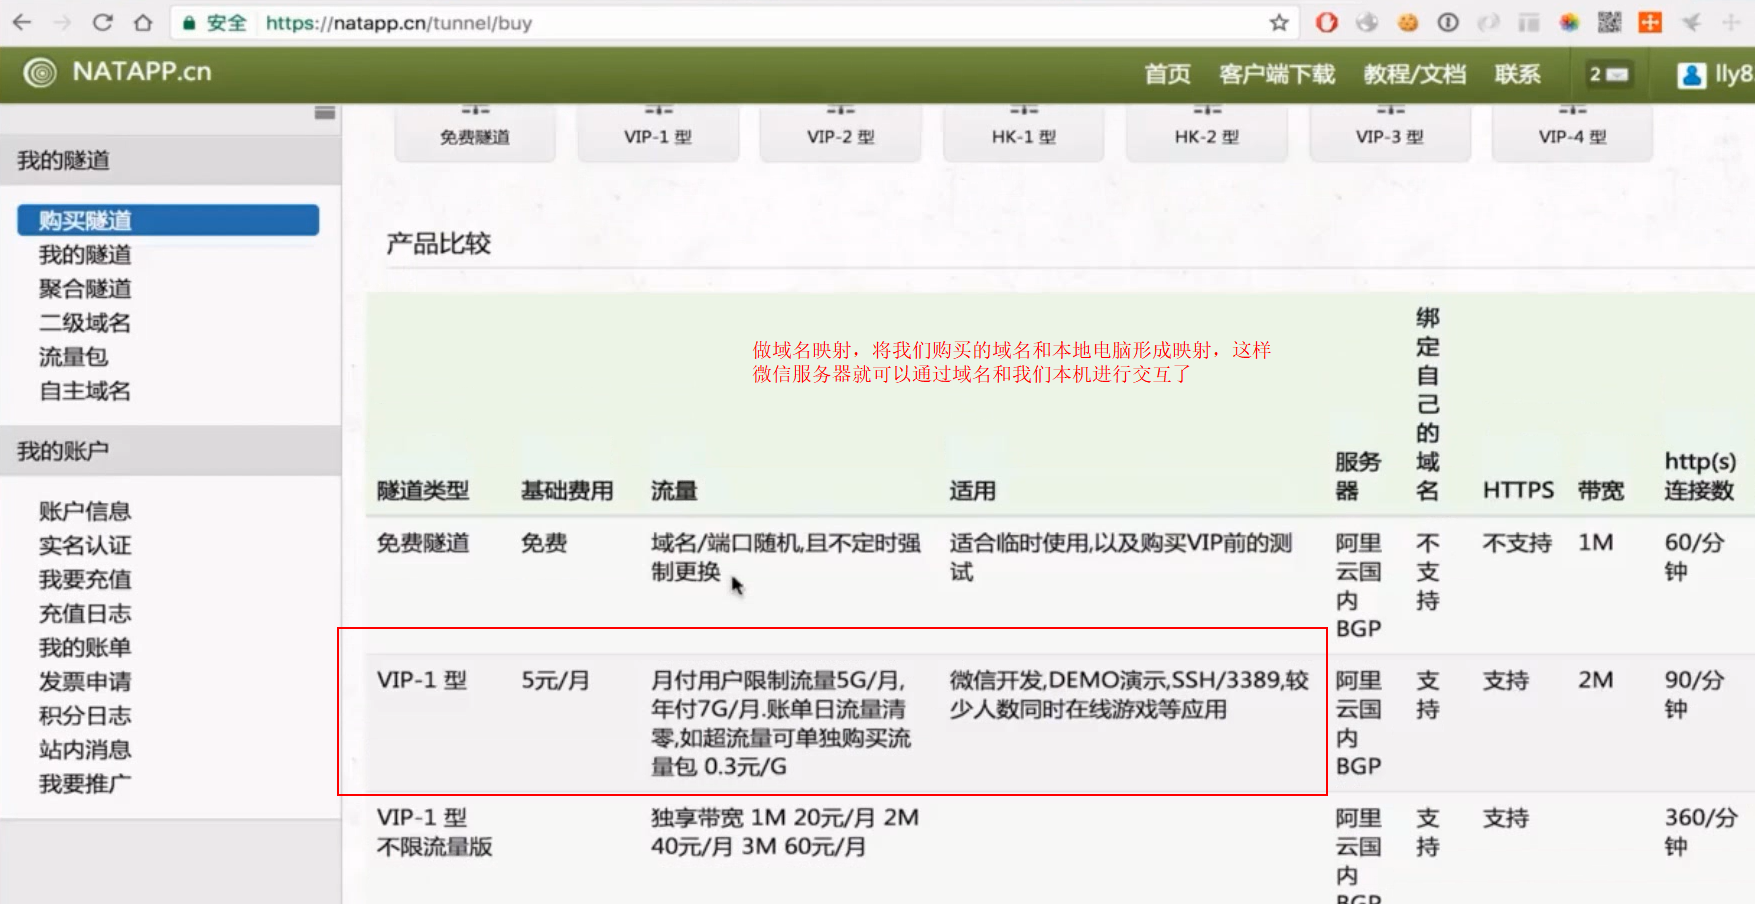 安全 https://natapp.cn/tunnel/buy
NATAPP.cn
首页 客户端下载 教程/文档 联系 2 lly8
免费隧道 VIP-1 型 VIP-2 型 HK-1 型 HK-2 型 VIP-3 型 VIP-4 型
我的隧道
购买隧道
我的隧道
聚合隧道
二级域名
流量包
自主域名
我的账户
账户信息
实名认证
我要充值
充值日志
我的账单
发票申请
积分日志
站内消息
我要推广
产品比较
做域名映射，将我们购买的域名和本地电脑形成映射，这样
微信服务器就可以通过域名和我们本机进行交互了
隧道类型 基础费用 流量 适用 服务器 绑定自己的域名 HTTPS 带宽 http(s)连接数
免费隧道 免费 域名/端口随机,且不定时强 适合临时使用,以及购买VIP前的测 阿里 不 不支持 1M 60/分
制更换 试 云国 支 钟
内 持
BGP
VIP-1 型 5元/月 月付用户限制流量5G/月, 微信开发,DEMO演示,SSH/3389,较 阿里 支 支持 2M 90/分
年付7G/月.账单日流量清 少人数同时在线游戏等应用 云国 持 钟
零,如超流量可单独购买流 内
量包 0.3元/G BGP
VIP-1 型 独享带宽 1M 20元/月 2M 阿里 支 支持 360/分
不限流量版 40元/月 3M 60元/月 云国 持 钟
内
BGP